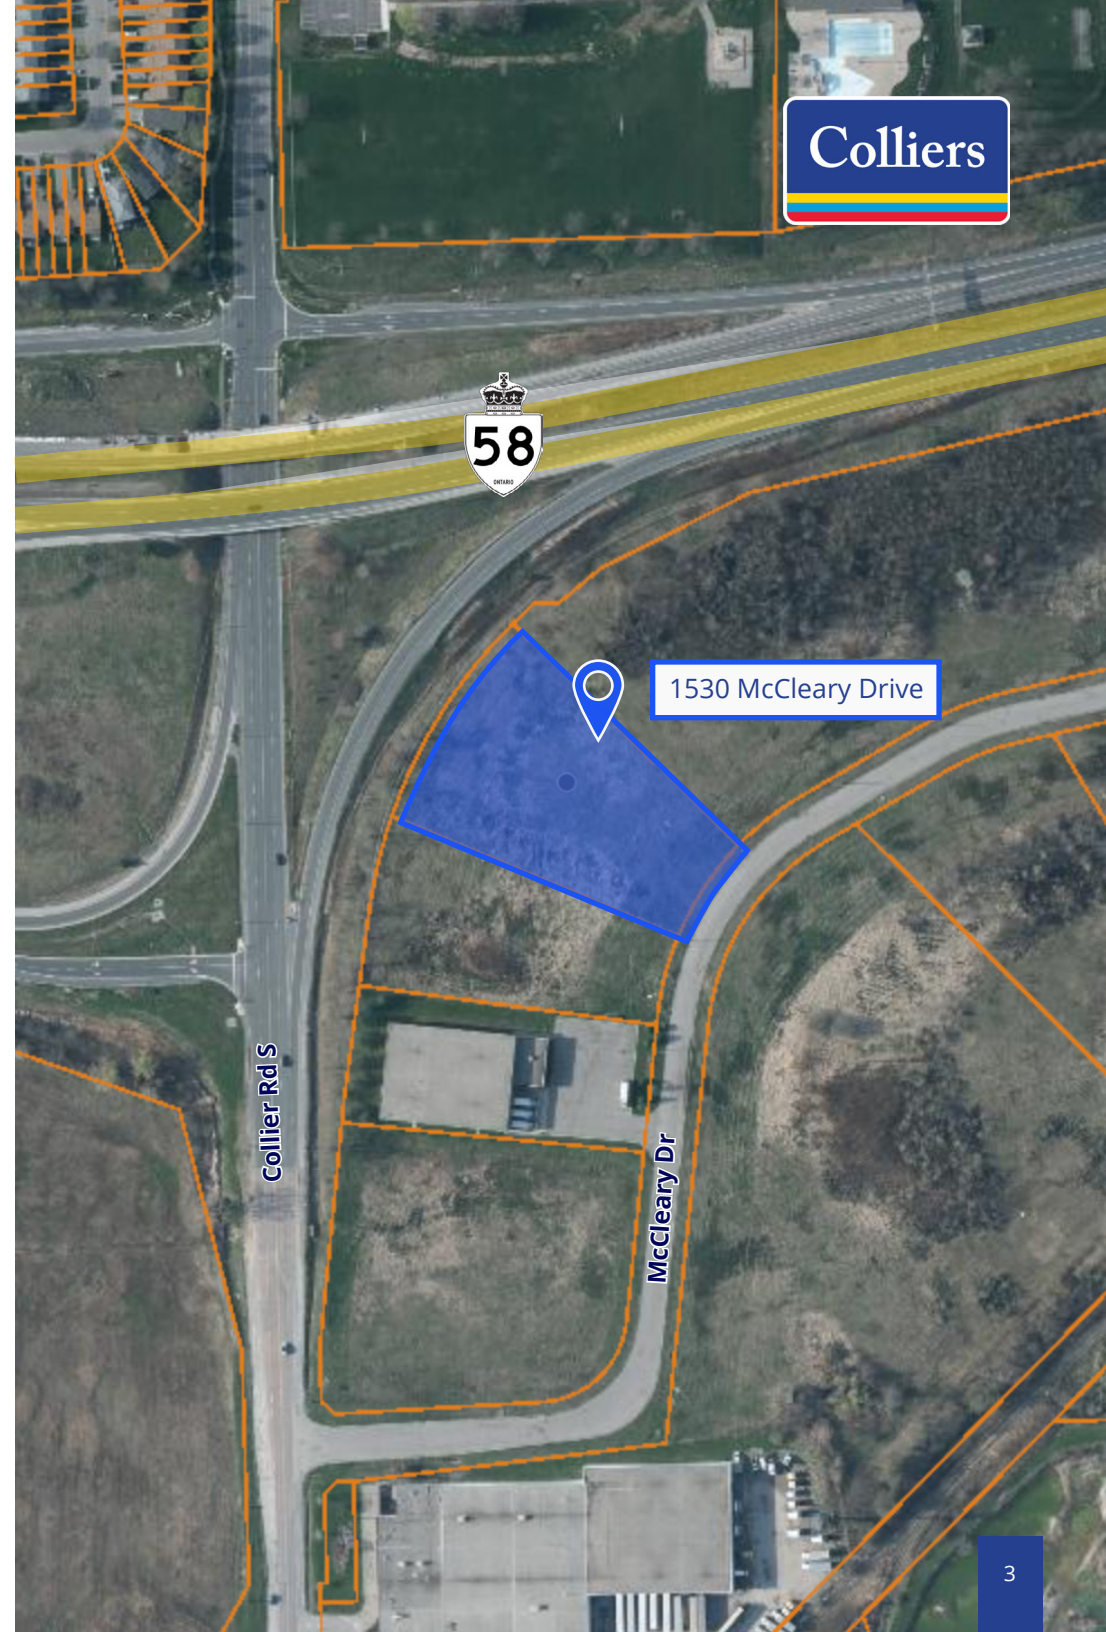 Colliers
58
ONTARIO
1530 McCleary Drive
Collier Rd S
McCleary Dr
3